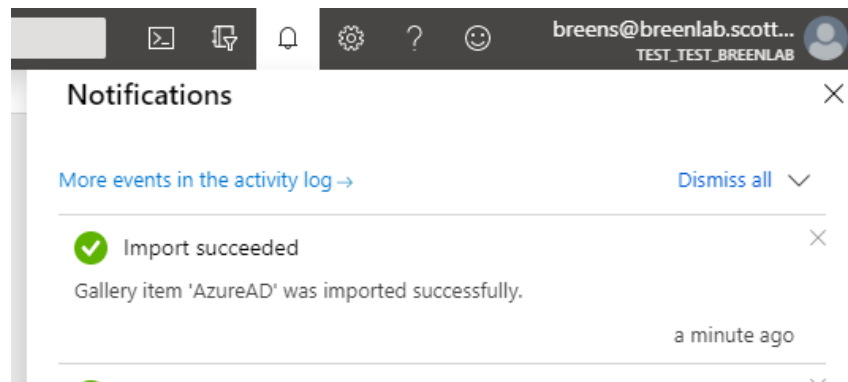 breens@breenlab.scott...
TEST_TEST_BREENLAB
Notifications
More events in the activity log →
Dismiss all
Import succeeded
Gallery item 'AzureAD' was imported successfully.
a minute ago